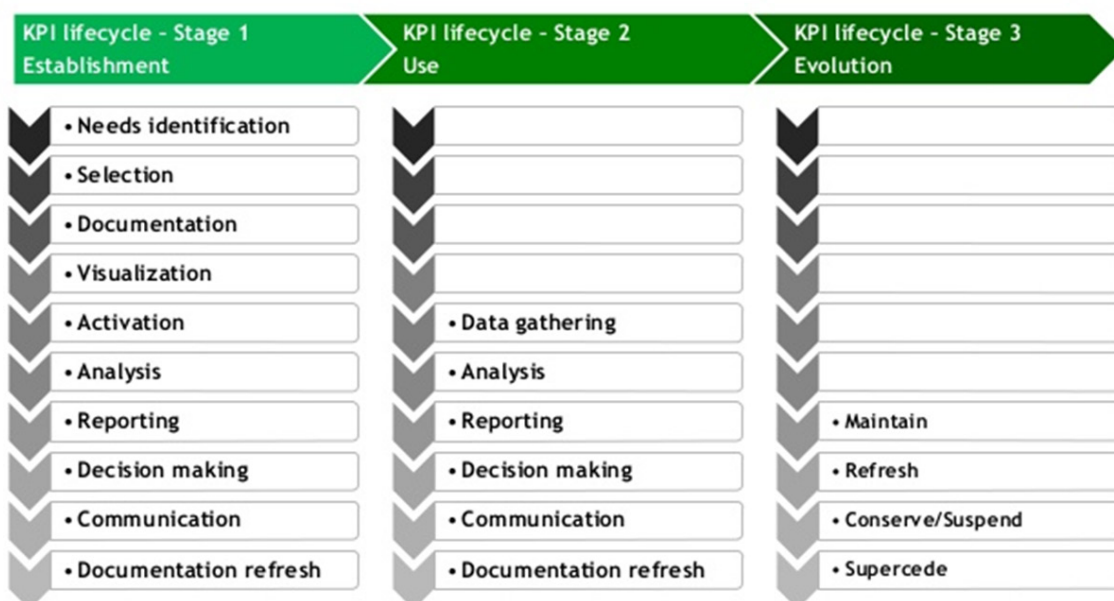 KPI lifecycle – Stage 1
Establishment
KPI lifecycle – Stage 2
Use
KPI lifecycle – Stage 3
Evolution
• Needs identification
• Selection
• Documentation
• Visualization
• Activation
• Analysis
• Reporting
• Decision making
• Communication
• Documentation refresh
• Data gathering
• Analysis
• Reporting
• Decision making
• Communication
• Documentation refresh
• Maintain
• Refresh
• Conserve/Suspend
• Supercede